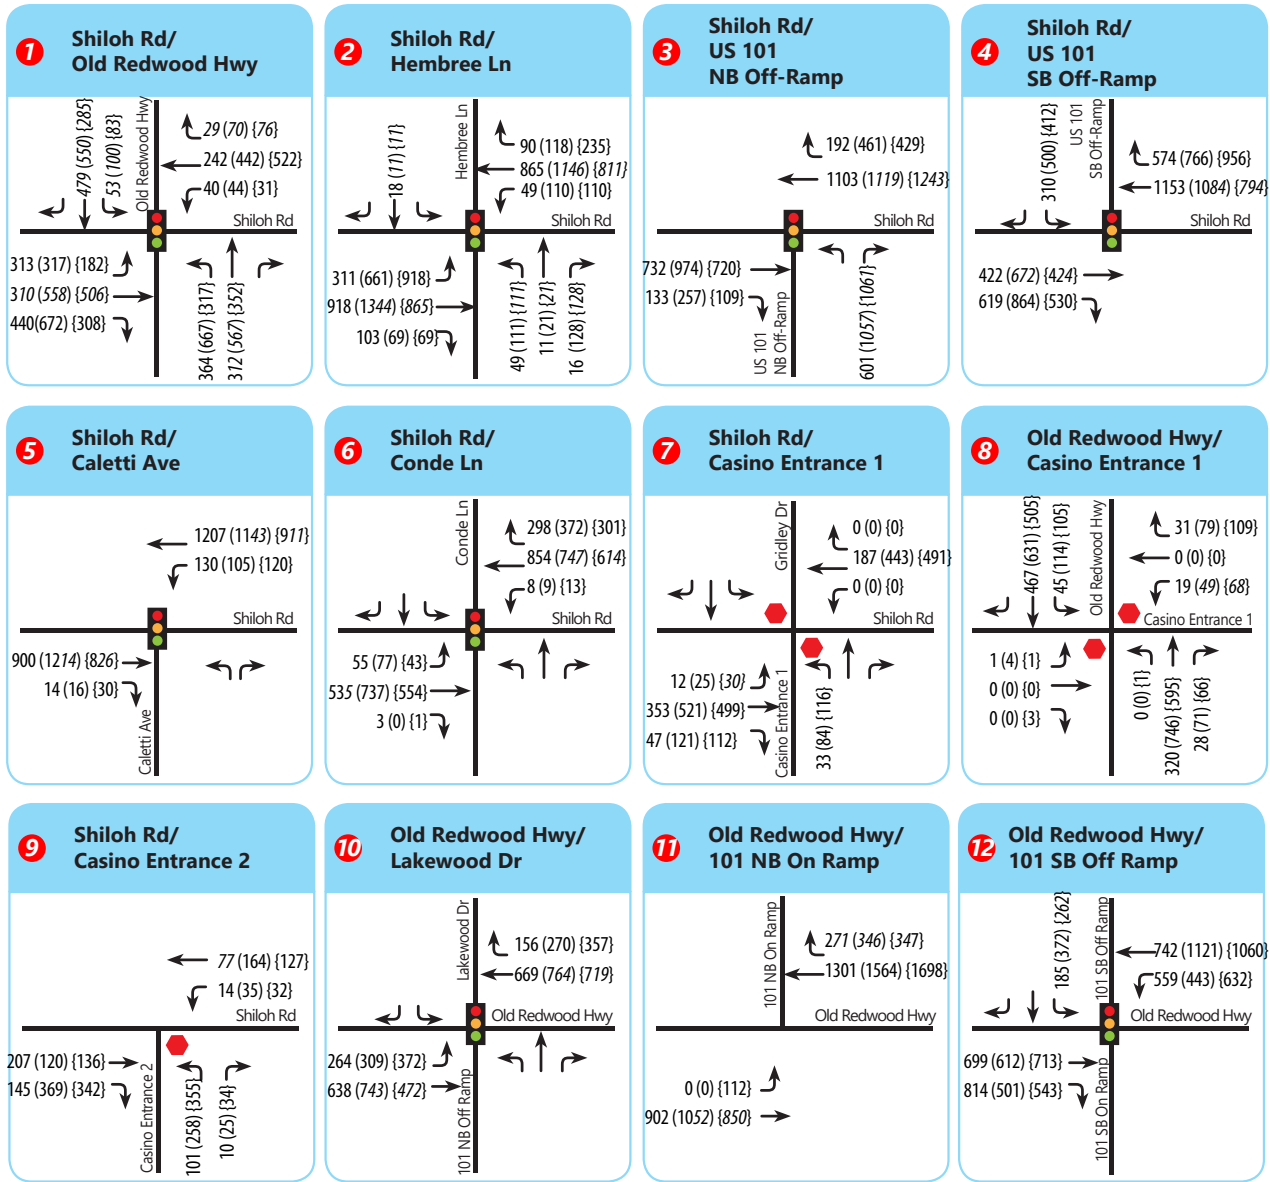 1
Shiloh Rd/
Old Redwood Hwy
479 (550) {285}
53 (100) {83}
Old Redwood Hwy
29 (70) {76}
242 (442) {522}
40 (44) {31}
Shiloh Rd
313 (317) {182}
310 (558) {506}
440(672) {308}
364 (667) {317}
312 (567) {352}
2
Shiloh Rd/
Hembree Ln
18 (11) {11}
Hembree Ln
90 (118) {235}
865 (1146) {811}
49 (110) {110}
Shiloh Rd
311 (661) {918}
918 (1344) {865}
103 (69) {69}
49 (111) {111}
11 (21) {21}
16 (128) {128}
3
Shiloh Rd/
US 101
NB Off-Ramp
192 (461) {429}
1103 (1119) {1243}
Shiloh Rd
732 (974) {720}
133 (257) {109}
US 101
NB Off-Ramp
601 (1057) {1061}
4
Shiloh Rd/
US 101
SB Off-Ramp
310 (500) {412}
US 101
SB Off-Ramp
574 (766) {956}
1153 (1084) {794}
Shiloh Rd
422 (672) {424}
619 (864) {530}
5
Shiloh Rd/
Caletti Ave
1207 (1143) {911}
130 (105) {120}
Shiloh Rd
900 (1214) {826}
14 (16) {30}
Caletti Ave
6
Shiloh Rd/
Conde Ln
Conde Ln
298 (372) {301}
854 (747) {614}
8 (9) {13}
Shiloh Rd
55 (77) {43}
535 (737) {554}
3 (0) {1}
7
Shiloh Rd/
Casino Entrance 1
Gridley Dr
0 (0) {0}
187 (443) {491}
0 (0) {0}
Shiloh Rd
12 (25) {30}
353 (521) {499}
47 (121) {112}
Casino Entrance 1
33 (84) {116}
8
Old Redwood Hwy/
Casino Entrance 1
467 (631) {505}
45 (114) {105}
Old Redwood Hwy
31 (79) {109}
0 (0) {0}
19 (49) {68}
Casino Entrance 1
1 (4) {1}
0 (0) {0}
0 (0) {3}
0 (0) {1}
320 (746) {595}
28 (71) {66}
9
Shiloh Rd/
Casino Entrance 2
77 (164) {127}
14 (35) {32}
Shiloh Rd
207 (120) {136}
145 (369) {342}
Casino Entrance 2
101 (258) {355}
10 (25) {34}
10
Old Redwood Hwy/
Lakewood Dr
Lakewood Dr
156 (270) {357}
669 (764) {719}
Old Redwood Hwy
264 (309) {372}
638 (743) {472}
101 NB Off Ramp
11
Old Redwood Hwy/
101 NB On Ramp
101 NB On Ramp
271 (346) {347}
1301 (1564) {1698}
Old Redwood Hwy
0 (0) {112}
902 (1052) {850}
12
Old Redwood Hwy/
101 SB Off Ramp
185 (372) {262}
101 SB Off Ramp
742 (1121) {1060}
559 (443) {632}
Old Redwood Hwy
699 (612) {713}
814 (501) {543}
101 SB On Ramp